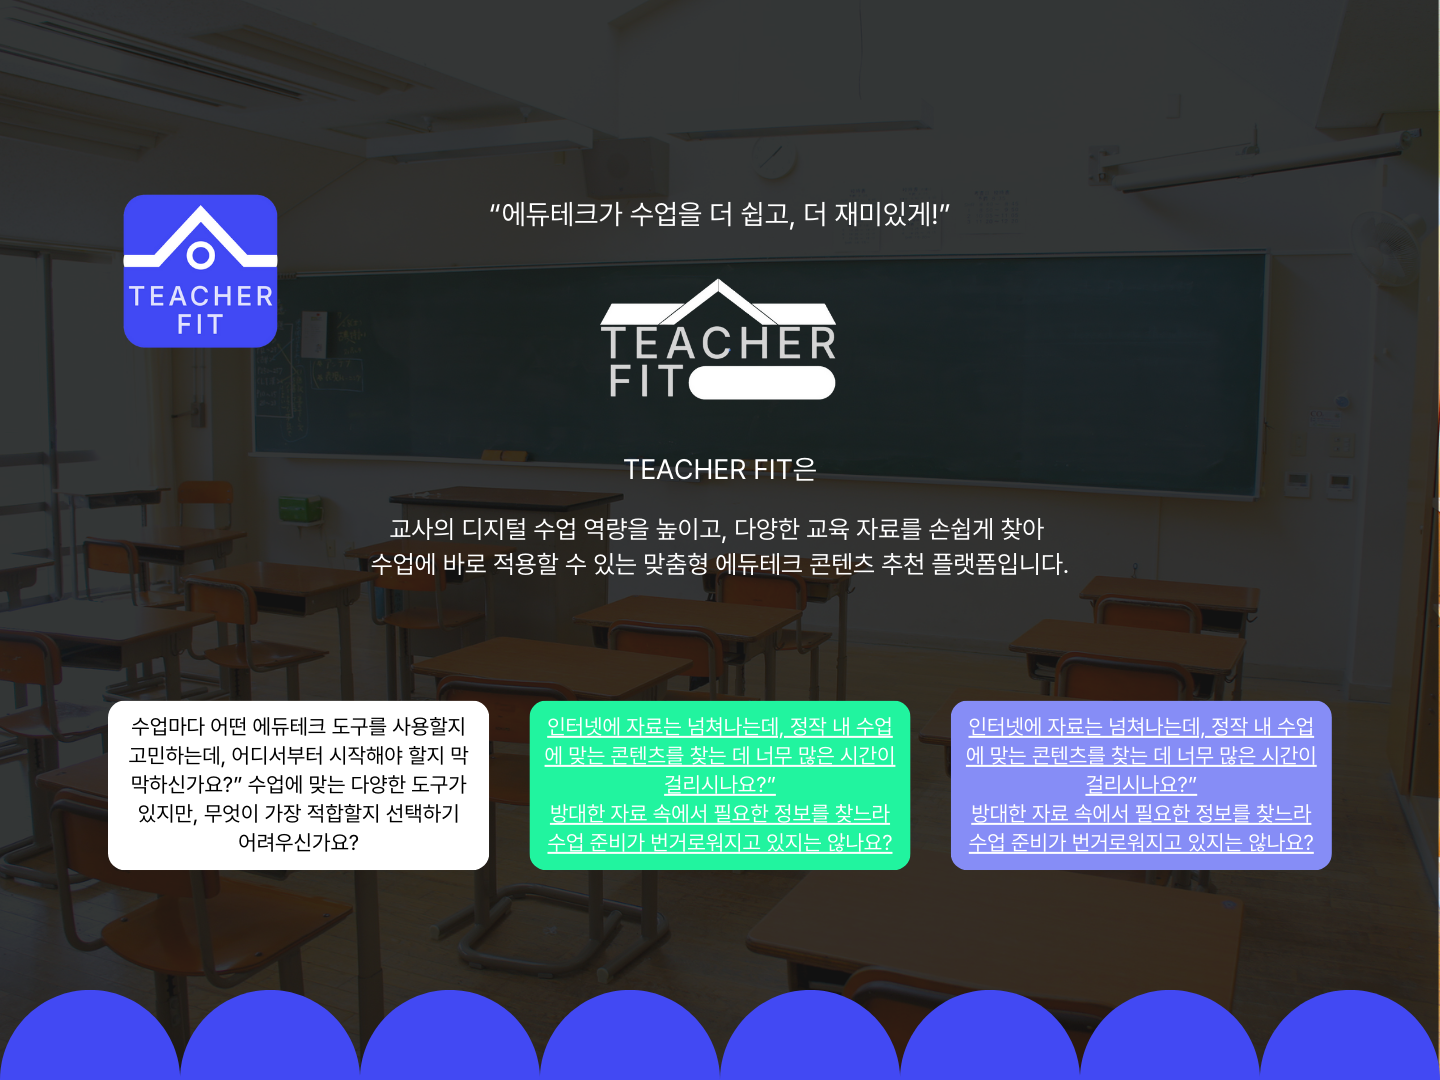 “에듀테크가 수업을 더 쉽고, 더 재미있게!”
TEACHER
FIT
TEACHER
FIT
TEACHER FIT은
교사의 디지털 수업 역량을 높이고, 다양한 교육 자료를 손쉽게 찾아
수업에 바로 적용할 수 있는 맞춤형 에듀테크 콘텐츠 추천 플랫폼입니다.
수업마다 어떤 에듀테크 도구를 사용할지
고민하는데, 어디서부터 시작해야 할지 막
막하신가요?” 수업에 맞는 다양한 도구가
있지만, 무엇이 가장 적합할지 선택하기
어려우신가요?
인터넷에 자료는 넘쳐나는데, 정작 내 수업
에 맞는 콘텐츠를 찾는 데 너무 많은 시간이
걸리시나요?”
방대한 자료 속에서 필요한 정보를 찾느라
수업 준비가 번거로워지고 있지는 않나요?
인터넷에 자료는 넘쳐나는데, 정작 내 수업
에 맞는 콘텐츠를 찾는 데 너무 많은 시간이
걸리시나요?”
방대한 자료 속에서 필요한 정보를 찾느라
수업 준비가 번거로워지고 있지는 않나요?